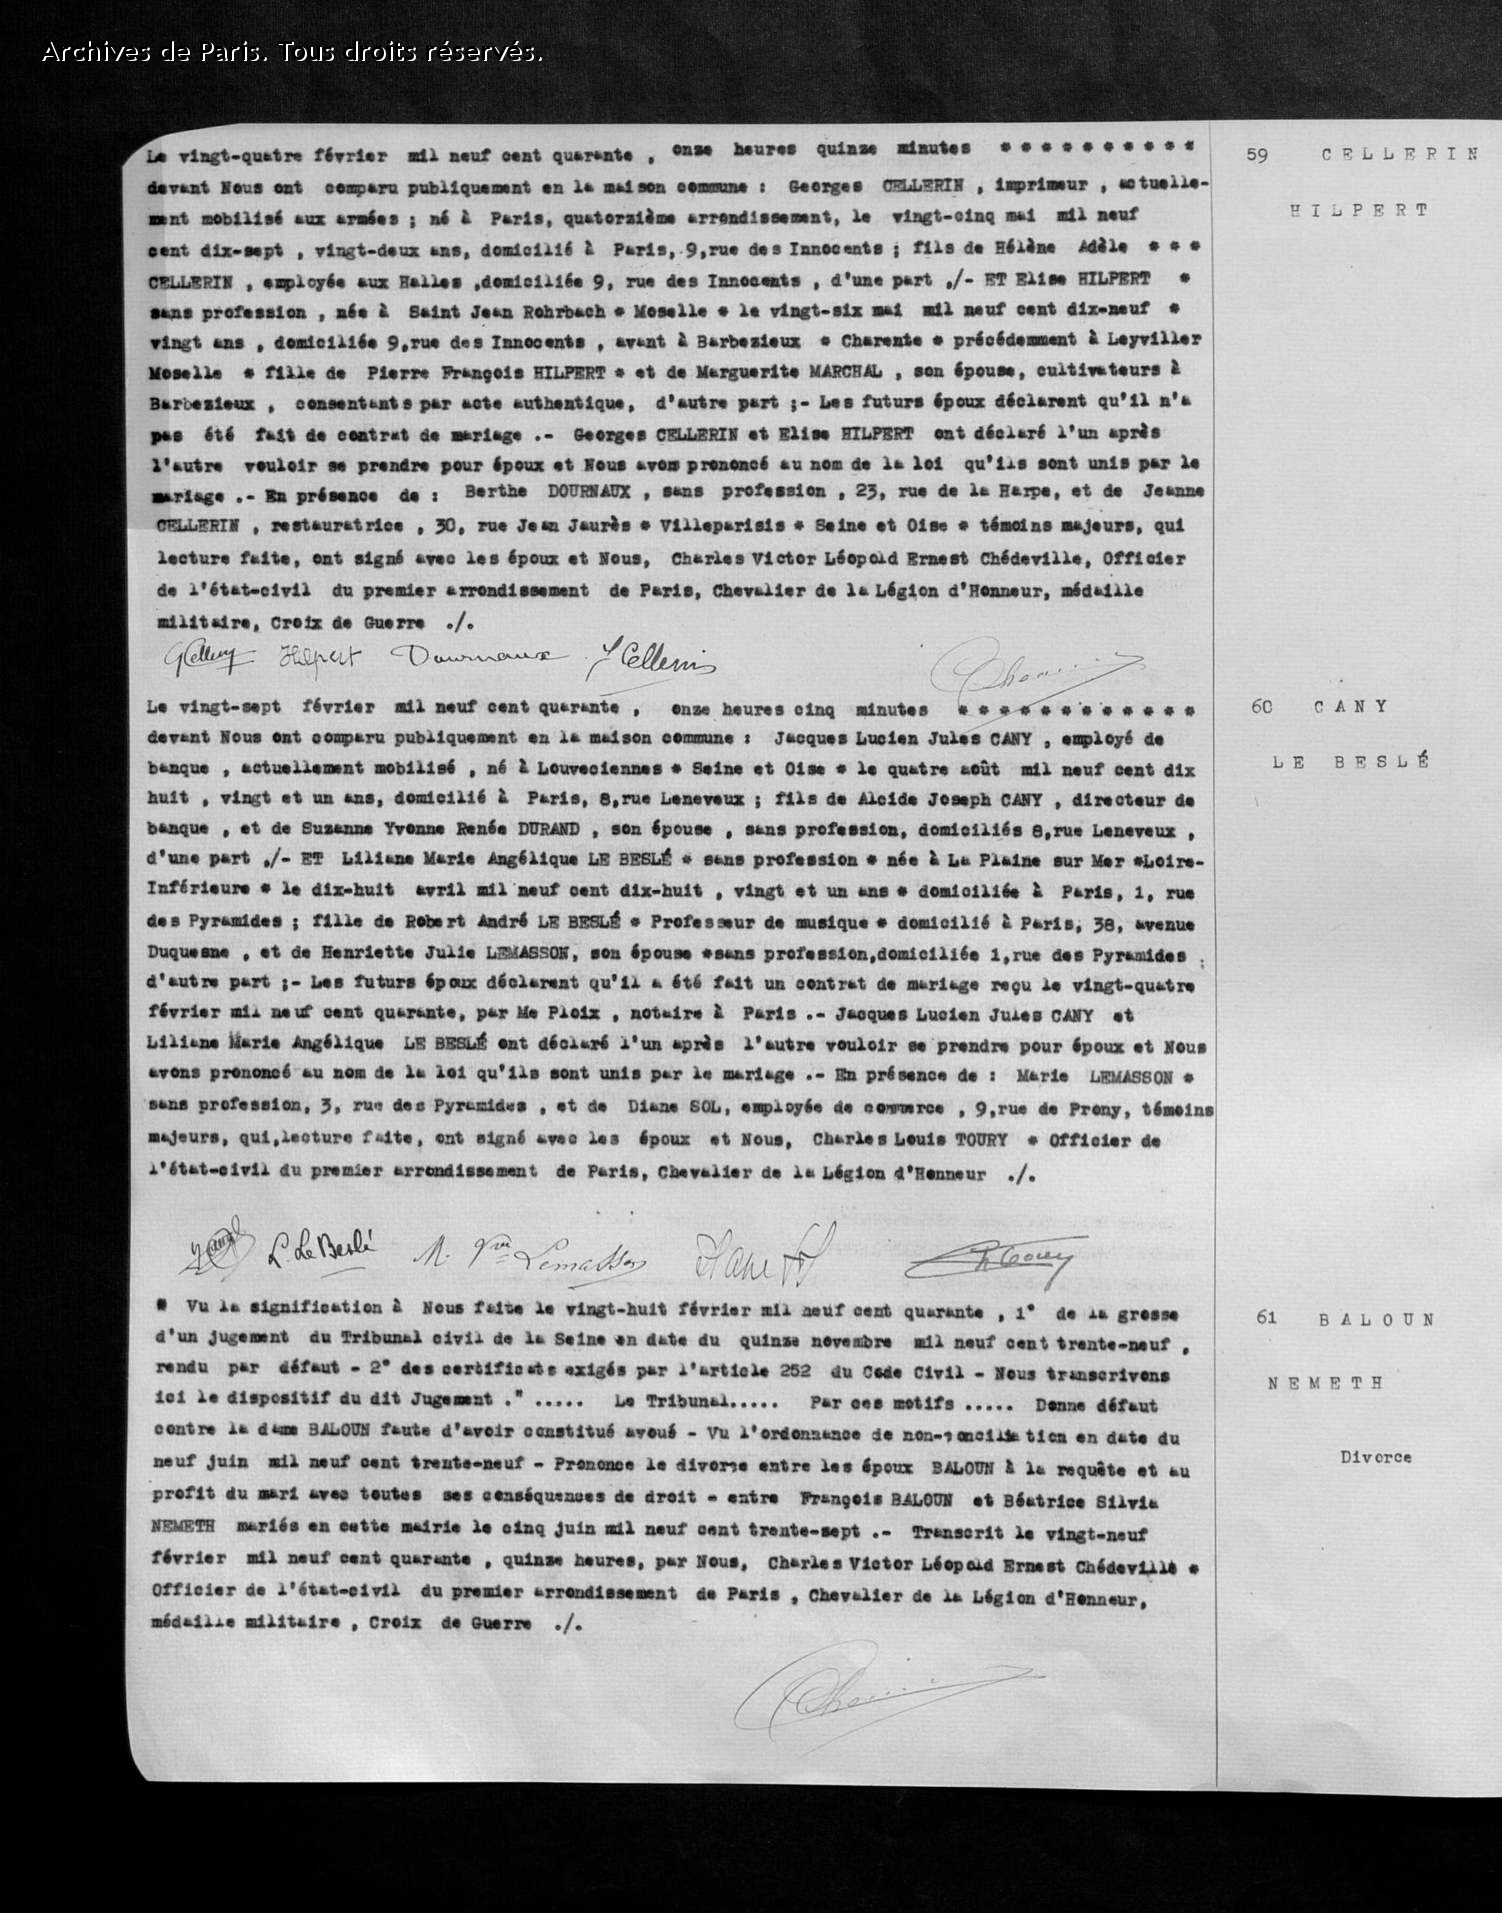 Archives de Paris. Tous droits réservés.
Le vingt-quatre février mil neuf cent quarante , onze heures quinze minutes * * * * * * * * * *
devant Nous ont comparu publiquement en la maison commune : Georges CELLERIN , imprimeur , actuelle-
ment mobilisé aux armées ; né à Paris, quatorzième arrondissement, le vingt-cinq mai mil neuf
cent dix-sept , vingt-deux ans, domicilié à Paris, 9,rue des Innocents ; fils de Hélène Adèle * * *
CELLERIN , employée aux Halles ,domiciliée 9, rue des Innocents , d'une part ,/- ET Elise HILPERT *
sans profession , née à Saint Jean Rohrbach * Moselle * le vingt-six mai mil neuf cent dix-neuf *
vingt ans , domiciliée 9,rue des Innocents , avant à Barbezieux * Charente * précédemment à Leyviller
Moselle * fille de Pierre François HILPERT * et de Marguerite MARCHAL , son épouse, cultivateurs à
Barbezieux , consentants par acte authentique, d'autre part ;- Les futurs époux déclarent qu'il n'a
pas été fait de contrat de mariage .- Georges CELLERIN et Elise HILPERT ont déclaré l'un après
l'autre vouloir se prendre pour époux et Nous avons prononcé au nom de la loi qu'ils sont unis par le
mariage .- En présence de : Berthe DOURNAUX , sans profession , 23, rue de la Harpe, et de Jeanne
CELLERIN , restauratrice , 30, rue Jean Jaurès * Villeparisis * Seine et Oise * témoins majeurs, qui
lecture faite, ont signé avec les époux et Nous, Charles Victor Léopold Ernest Chédeville, Officier
de l'état-civil du premier arrondissement de Paris, Chevalier de la Légion d'Honneur, médaille
militaire, Croix de Guerre ./.
GCellerin Hilpert Dournaux J Cellerin
59 CELLERIN
HILPERT
Le vingt-sept février mil neuf cent quarante , onze heures cinq minutes * * * * * * * * * * * *
devant Nous ont comparu publiquement en la maison commune : Jacques Lucien Jules CANY , employé de
banque , actuellement mobilisé , né à Louveciennes * Seine et Oise * le quatre août mil neuf cent dix
huit , vingt et un ans, domicilié à Paris, 8,rue Leneveux ; fils de Alcide Joseph CANY , directeur de
banque , et de Suzanne Yvonne Renée DURAND , son épouse , sans profession, domiciliés 8,rue Leneveux ,
d'une part ,/- ET Liliane Marie Angélique LE BESLÉ * sans profession * née à La Plaine sur Mer *Loire-
Inférieure * le dix-huit avril mil neuf cent dix-huit , vingt et un ans * domiciliée à Paris, 1, rue
des Pyramides ; fille de Robert André LE BESLÉ * Professeur de musique * domicilié à Paris, 38, avenue
Duquesne , et de Henriette Julie LEMASSON, son épouse *sans profession,domiciliée 1,rue des Pyramides ;
d'autre part ;- Les futurs époux déclarent qu'il a été fait un contrat de mariage reçu le vingt-quatre
février mil neuf cent quarante, par Me Ploix , notaire à Paris .- Jacques Lucien Jules CANY et
Liliane Marie Angélique LE BESLÉ ont déclaré l'un après l'autre vouloir se prendre pour époux et Nous
avons prononcé au nom de la loi qu'ils sont unis par le mariage .- En présence de : Marie LEMASSON *
sans profession, 3, rue des Pyramides , et de Diane SOL, employée de commerce , 9,rue de Prony, témoins
majeurs, qui,lecture faite, ont signé avec les époux et Nous, Charles Louis TOURY * Officier de
l'état-civil du premier arrondissement de Paris, Chevalier de la Légion d'Honneur ./.
L. Le Beslé M. Vve Lemasson Ch Toury
60 CANY
LE BESLÉ
* Vu la signification à Nous faite le vingt-huit février mil neuf cent quarante , 1° de la grosse
d'un jugement du Tribunal civil de la Seine en date du quinze novembre mil neuf cent trente-neuf ,
rendu par défaut - 2° des certificats exigés par l'article 252 du Code Civil - Nous transcrivons
ici le dispositif du dit Jugement ." ..... Le Tribunal..... Par ces motifs ..... Donne défaut
contre la dame BALOUN faute d'avoir constitué avoué - Vu l'ordonnance de non-conciliation en date du
neuf juin mil neuf cent trente-neuf - Prononce le divorce entre les époux BALOUN à la requête et au
profit du mari avec toutes ses conséquences de droit - entre François BALOUN et Béatrice Silvia
NEMETH mariés en cette mairie le cinq juin mil neuf cent trente-sept .- Transcrit le vingt-neuf
février mil neuf cent quarante , quinze heures, par Nous, Charles Victor Léopold Ernest Chédeville *
Officier de l'état-civil du premier arrondissement de Paris , Chevalier de la Légion d'Honneur,
médaille militaire , Croix de Guerre ./.
61 BALOUN
NEMETH
Divorce